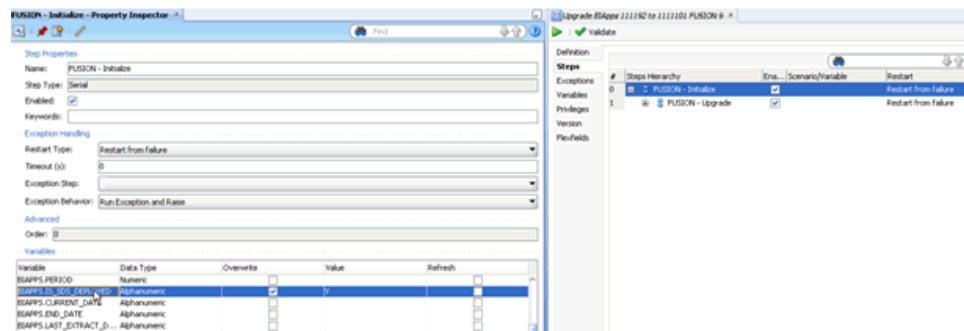 FUSION - Initialize - Property Inspector
Find
Step Properties
Name: FUSION - Initialize
Step Type: Serial
Enabled:
Keywords:
Exception Handling
Restart Type: Restart from failure
Timeout (s): 0
Exception Step:
Exception Behavior: Run Exception and Raise
Advanced
Order: 0
Variables
Variable Data Type Overwrite Value Refresh
BIAPPS.PERIOD Numeric
BIAPPS.IS_SDS_DEPLOYED Alphanumeric Y
BIAPPS.CURRENT_DATE Alphanumeric
BIAPPS.END_DATE Alphanumeric
BIAPPS.LAST_EXTRACT_D... Alphanumeric
Upgrade BIApps 111192 to 1111101 FUSION 9
Validate
Definition
Steps
Exceptions
Variables
Privileges
Version
Flexfields
# Steps Hierarchy Ena... Scenario/Variable Restart
0 FUSION - Initialize Restart from failure
1 FUSION - Upgrade Restart from failure